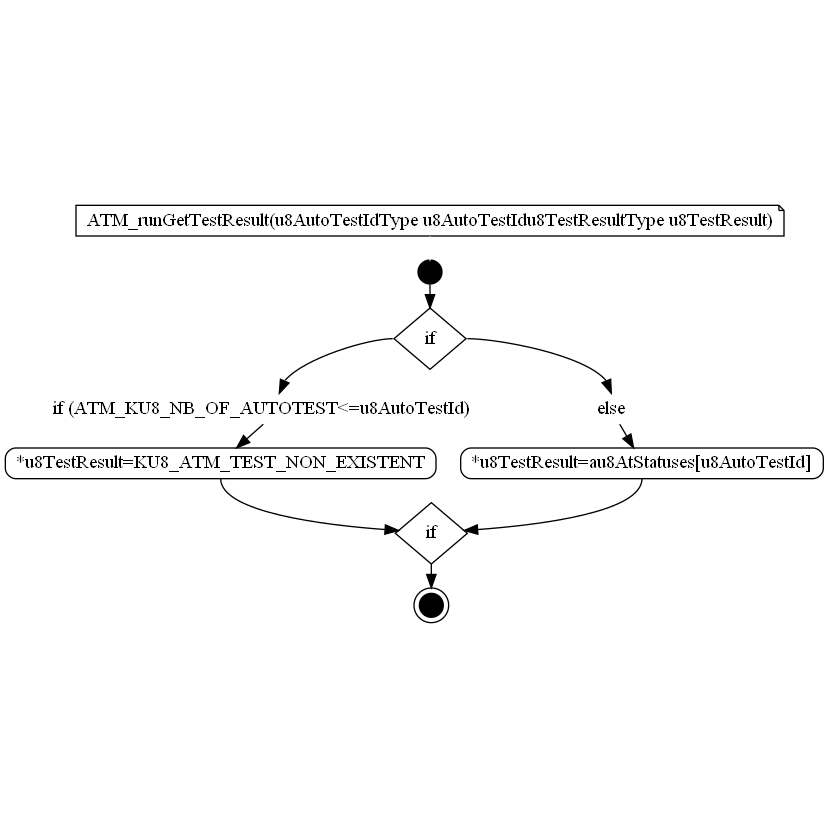 ATM_runGetTestResult(u8AutoTestIdType u8AutoTestIdu8TestResultType u8TestResult)
if
if (ATM_KU8_NB_OF_AUTOTEST<=u8AutoTestId)
else
*u8TestResult=KU8_ATM_TEST_NON_EXISTENT
*u8TestResult=au8AtStatuses[u8AutoTestId]
if